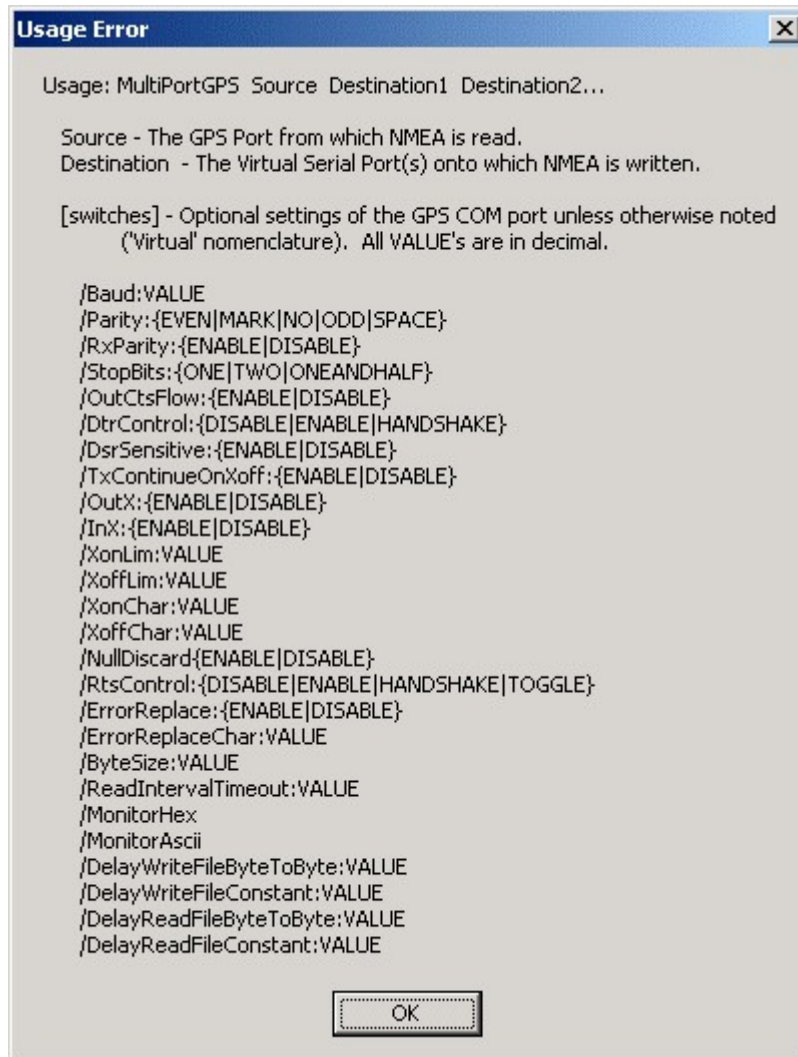 Usage Error
Usage: MultiPortGPS Source Destination1 Destination2...
Source - The GPS Port from which NMEA is read.
Destination - The Virtual Serial Port(s) onto which NMEA is written.
[switches] - Optional settings of the GPS COM port unless otherwise noted
('Virtual' nomenclature). All VALUE's are in decimal.
/Baud:VALUE
/Parity:{EVEN|MARK|NO|ODD|SPACE}
/RxParity:{ENABLE|DISABLE}
/StopBits:{ONE|TWO|ONEANDHALF}
/OutCtsFlow:{ENABLE|DISABLE}
/DtrControl:{DISABLE|ENABLE|HANDSHAKE}
/DsrSensitive:{ENABLE|DISABLE}
/TxContinueOnXoff:{ENABLE|DISABLE}
/OutX:{ENABLE|DISABLE}
/InX:{ENABLE|DISABLE}
/XonLim:VALUE
/XoffLim:VALUE
/XonChar:VALUE
/XoffChar:VALUE
/NullDiscard{ENABLE|DISABLE}
/RtsControl:{DISABLE|ENABLE|HANDSHAKE|TOGGLE}
/ErrorReplace:{ENABLE|DISABLE}
/ErrorReplaceChar:VALUE
/ByteSize:VALUE
/ReadIntervalTimeout:VALUE
/MonitorHex
/MonitorAscii
/DelayWriteFileByteToByte:VALUE
/DelayWriteFileConstant:VALUE
/DelayReadFileByteToByte:VALUE
/DelayReadFileConstant:VALUE
OK